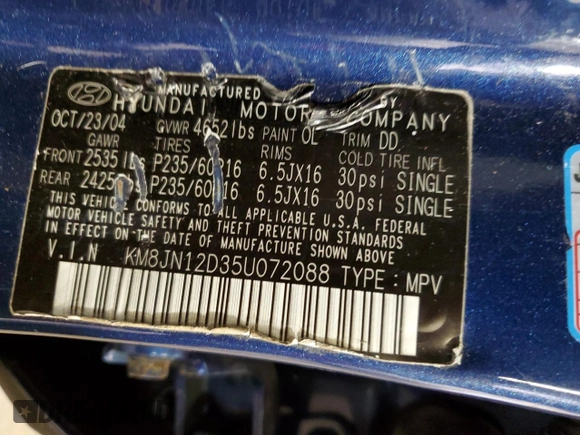 MANUFACTURED BY
HYUNDAI MOTOR COMPANY
OCT/23/04 GVWR 4652lbs PAINT OL TRIM DD
GAWR TIRES RIMS COLD TIRE INFL
FRONT 2535lbs P235/60R16 6.5JX16 30psi SINGLE
REAR 2425 P235/60R16 6.5JX16 30psi SINGLE
THIS VEHICLE CONFORMS TO ALL APPLICABLE U.S.A. FEDERAL
MOTOR VEHICLE SAFETY AND THEFT PREVENTION STANDARDS
IN EFFECT ON THE DATE OF MANUFACTURE SHOWN ABOVE
V.I.N KM8JN12D35U072088 TYPE: MPV